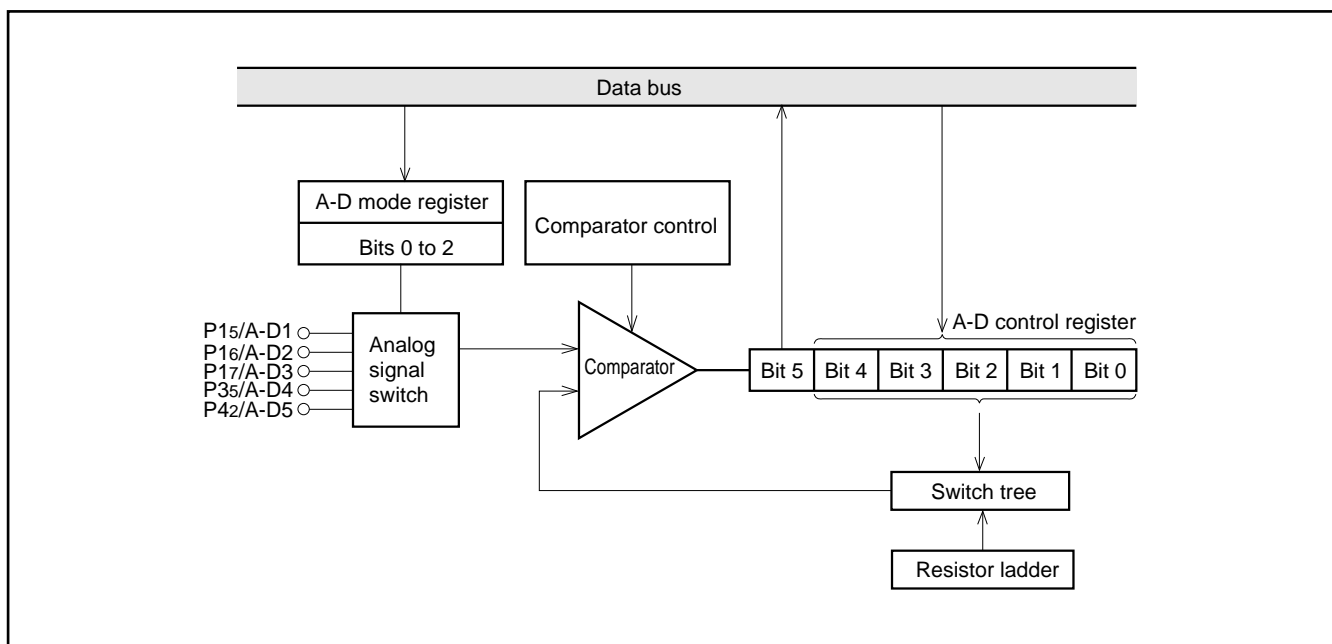 Data bus
A-D mode register
Bits 0 to 2
Comparator control
P15/A-D1
P16/A-D2
P17/A-D3
P35/A-D4
P42/A-D5
Analog
signal
switch
Comparator
A-D control register
Bit 5 Bit 4 Bit 3 Bit 2 Bit 1 Bit 0
Switch tree
Resistor ladder